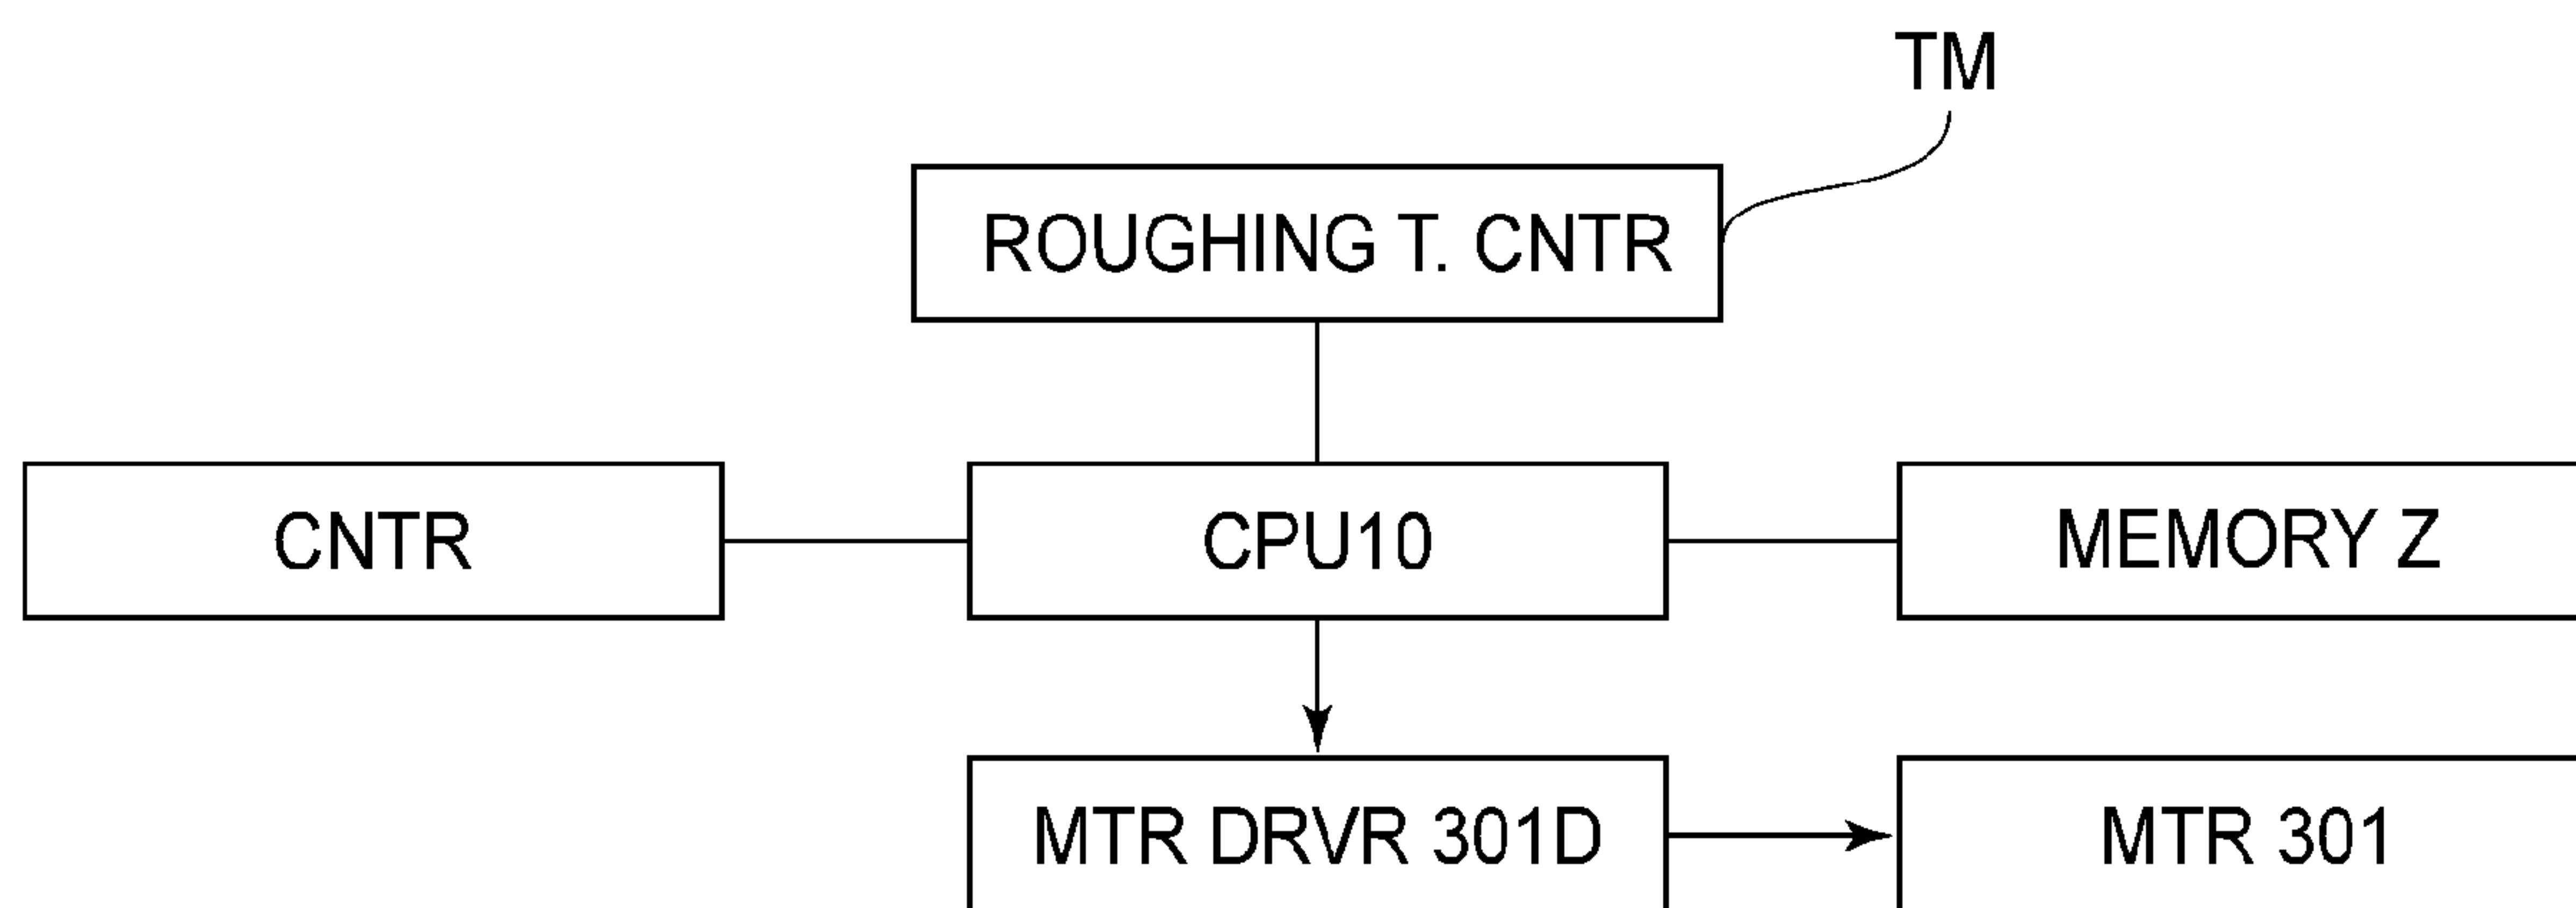 TM
ROUGHING T. CNTR
CNTR
CPU10
MEMORY Z
MTR DRVR 301D
MTR 301